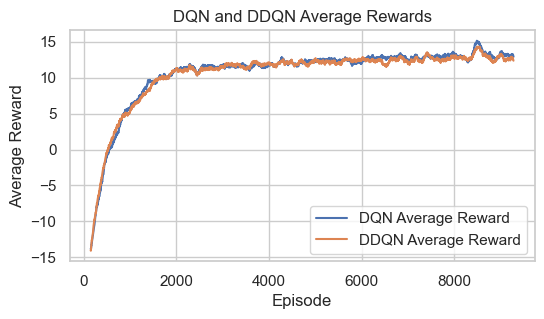 DQN and DDQN Average Rewards
Average Reward
15
10
5
0
−5
−10
−15
0
2000
4000
6000
8000
Episode
DQN Average Reward
DDQN Average Reward